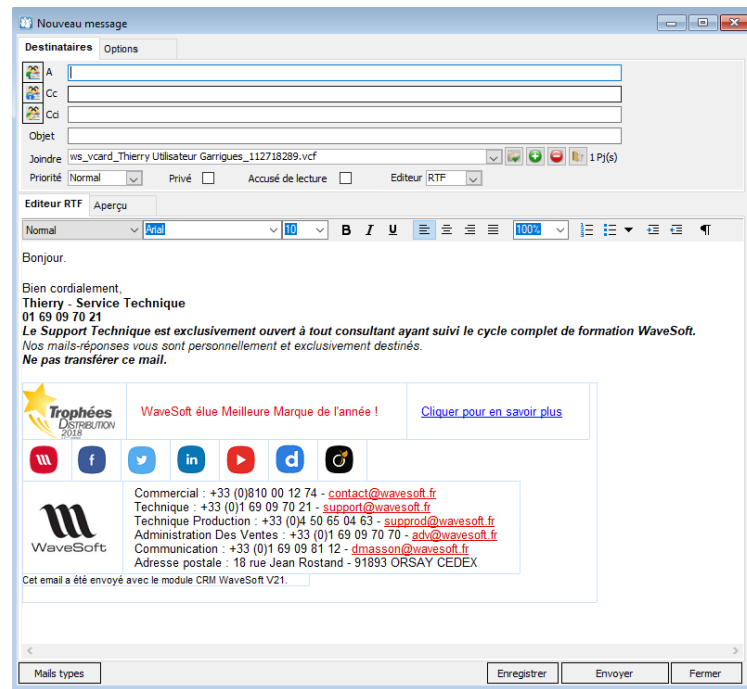 Nouveau message
Destinataires Options
A
Cc
Cci
Objet
Joindre ws_vcard_Thierry Utilisateur Garrigues_112718289.vcf 1 Pj(s)
Priorité Normal Privé Accusé de lecture Editeur RTF
Editeur RTF Aperçu
Normal Arial 10 B I U 100%
Bonjour.
Bien cordialement,
Thierry - Service Technique
01 69 09 70 21
Le Support Technique est exclusivement ouvert à tout consultant ayant suivi le cycle complet de formation WaveSoft.
Nos mails-réponses vous sont personnellement et exclusivement destinés.
Ne pas transférer ce mail.
Trophées
DISTRIBUTION
2018
WaveSoft élue Meilleure Marque de l'année ! Cliquer pour en savoir plus
f in d
WaveSoft
Commercial : +33 (0)810 00 12 74 - contact@wavesoft.fr
Technique : +33 (0)1 69 09 70 21 - support@wavesoft.fr
Technique Production : +33 (0)4 50 65 04 63 - supprod@wavesoft.fr
Administration Des Ventes : +33 (0)1 69 09 70 70 - adv@wavesoft.fr
Communication : +33 (0)1 69 09 81 12 - dmasson@wavesoft.fr
Adresse postale : 18 rue Jean Rostand - 91893 ORSAY CEDEX
Cet email a été envoyé avec le module CRM WaveSoft V21.
Mails types Enregistrer Envoyer Fermer